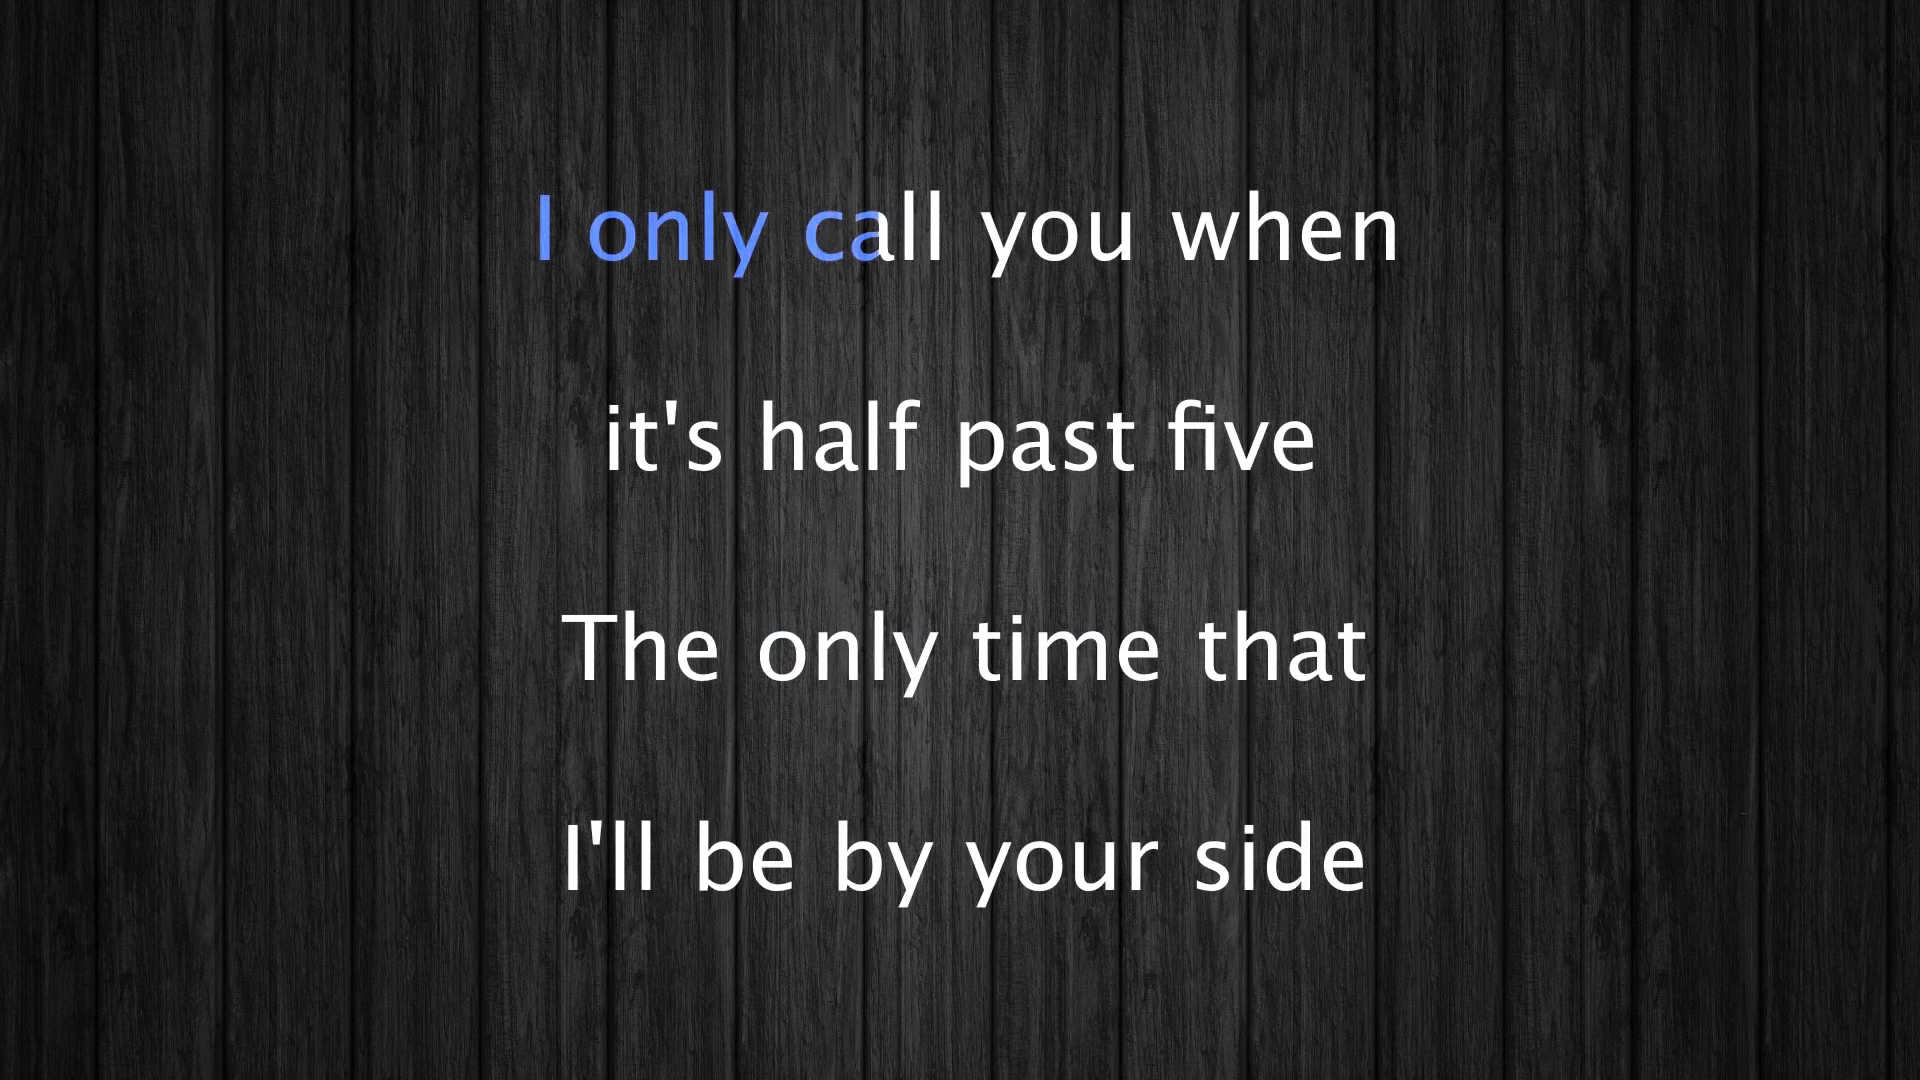 I only call you when
it's half past five
The only time that
I'll be by your side